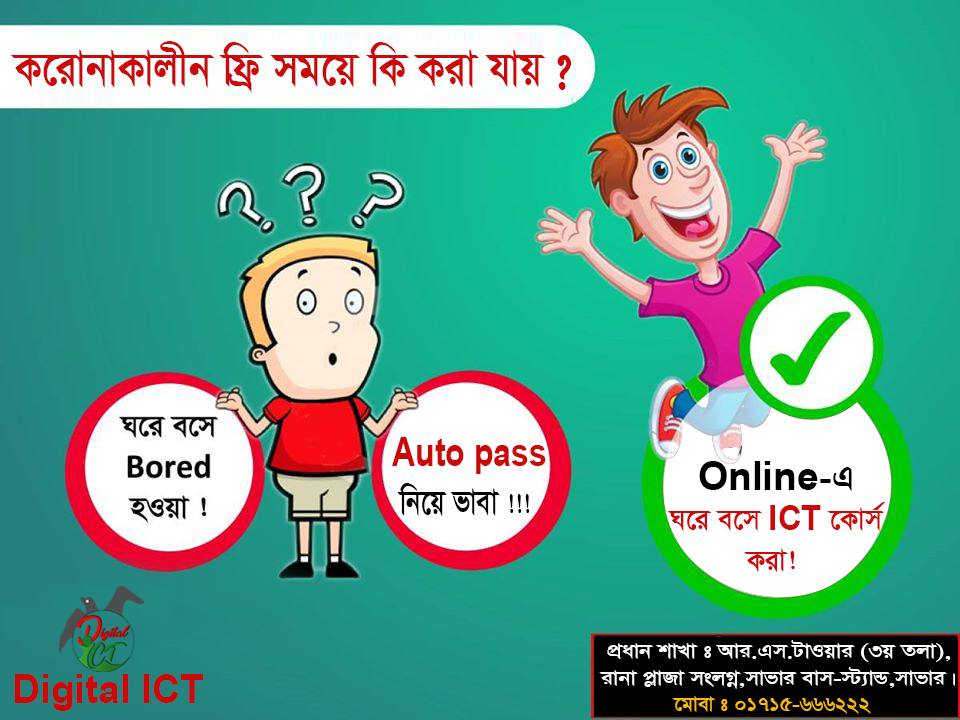 করোনাকালীন ফ্রি সময়ে কি করা যায় ?
? ? ?
ঘরে বসে
Bored
হওয়া !
Auto pass
নিয়ে ভাবা !!!
Online-এ
ঘরে বসে ICT কোর্স
করা!
Digital
ICT
Digital ICT
প্রধান শাখা ঃ আর.এস.টাওয়ার (৩য় তলা),
রানা প্লাজা সংলগ্ন,সাভার বাস-স্ট্যান্ড,সাভার।
মোবা ঃ ০১৭১৫-৬৬৬২২২